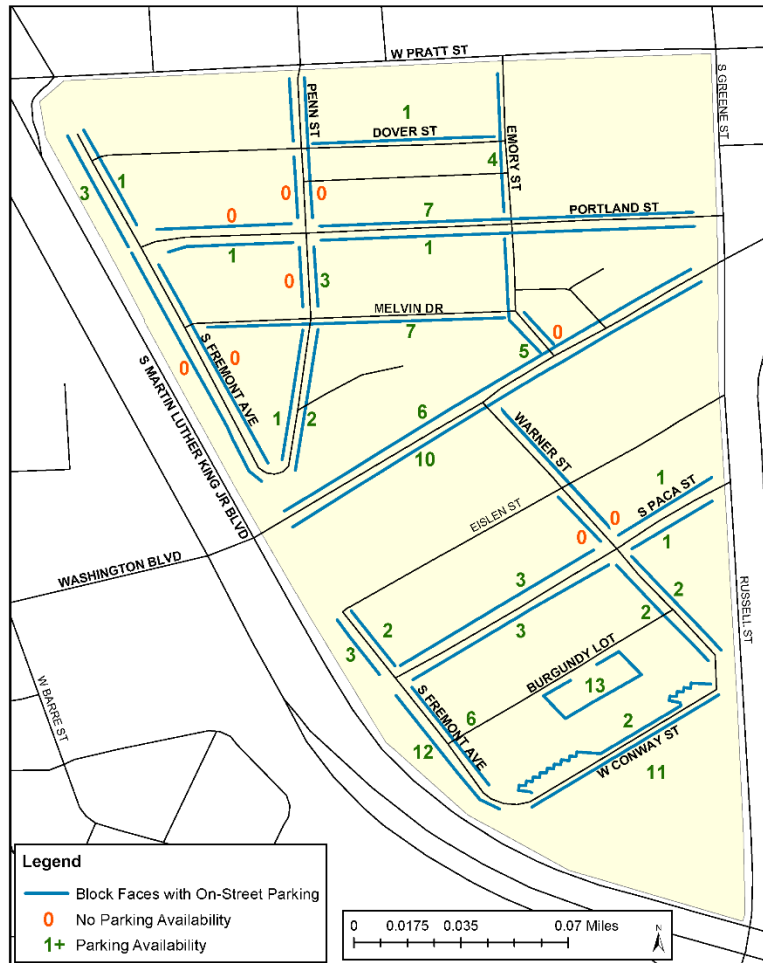 W PRATT ST
PENN ST
1
DOVER ST
EMORY ST
S GREENE ST
4
3
1
0
0
0
7
PORTLAND ST
1
1
0
3
MELVIN DR
7
0
5
0
0
S FREMONT AVE
S MARTIN LUTHER KING JR BLVD
1
2
6
10
WARNER ST
1
S PACA ST
EISLEN ST
0
0
1
WASHINGTON BLVD
3
3
2
2
RUSSELL ST
2
3
BURGUNDY LOT
13
W BARRE ST
S FREMONT AVE
6
12
2
W CONWAY ST
11
Legend
Block Faces with On-Street Parking
0 No Parking Availability
1+ Parking Availability
0 0.0175 0.035 0.07 Miles
N